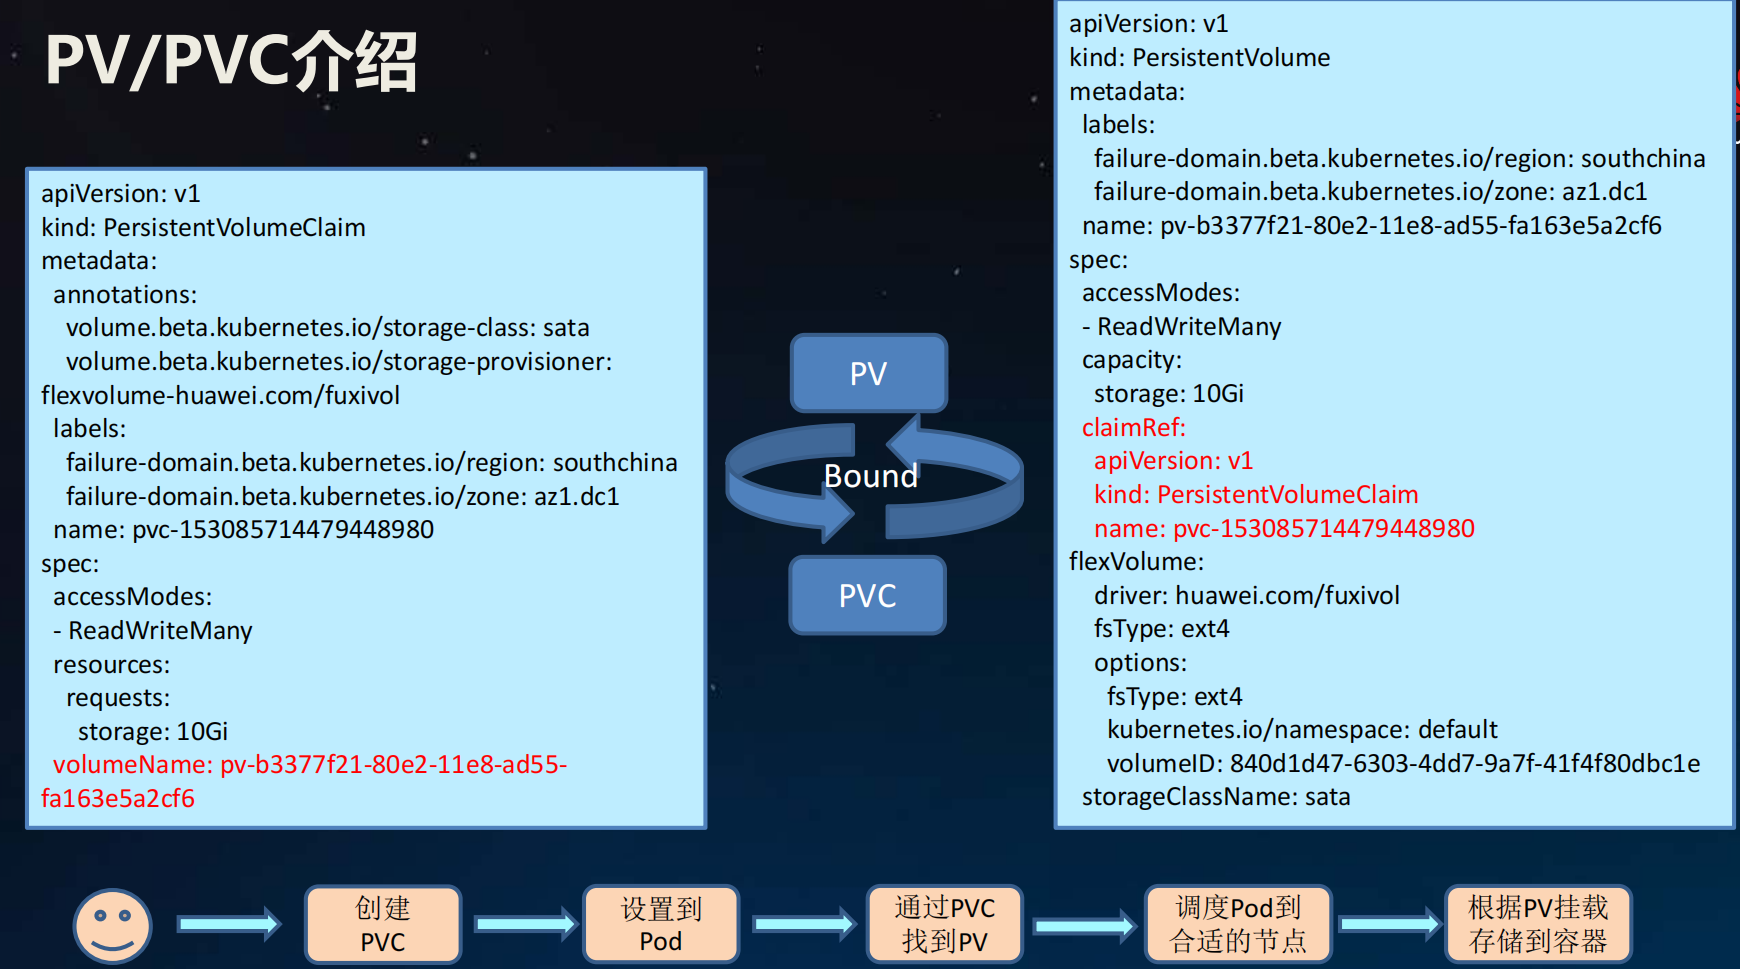 PV/PVC介绍
apiVersion: v1
kind: PersistentVolumeClaim
metadata:
annotations:
volume.beta.kubernetes.io/storage-class: sata
volume.beta.kubernetes.io/storage-provisioner:
flexvolume-huawei.com/fuxivol
labels:
failure-domain.beta.kubernetes.io/region: southchina
failure-domain.beta.kubernetes.io/zone: az1.dc1
name: pvc-153085714479448980
spec:
accessModes:
- ReadWriteMany
resources:
requests:
storage: 10Gi
volumeName: pv-b3377f21-80e2-11e8-ad55-
fa163e5a2cf6
PV
Bound
PVC
apiVersion: v1
kind: PersistentVolume
metadata:
labels:
failure-domain.beta.kubernetes.io/region: southchina
failure-domain.beta.kubernetes.io/zone: az1.dc1
name: pv-b3377f21-80e2-11e8-ad55-fa163e5a2cf6
spec:
accessModes:
- ReadWriteMany
capacity:
storage: 10Gi
claimRef:
apiVersion: v1
kind: PersistentVolumeClaim
name: pvc-153085714479448980
flexVolume:
driver: huawei.com/fuxivol
fsType: ext4
options:
fsType: ext4
kubernetes.io/namespace: default
volumeID: 840d1d47-6303-4dd7-9a7f-41f4f80dbc1e
storageClassName: sata
创建
PVC
设置到
Pod
通过PVC
找到PV
调度Pod到
合适的节点
根据PV挂载
存储到容器